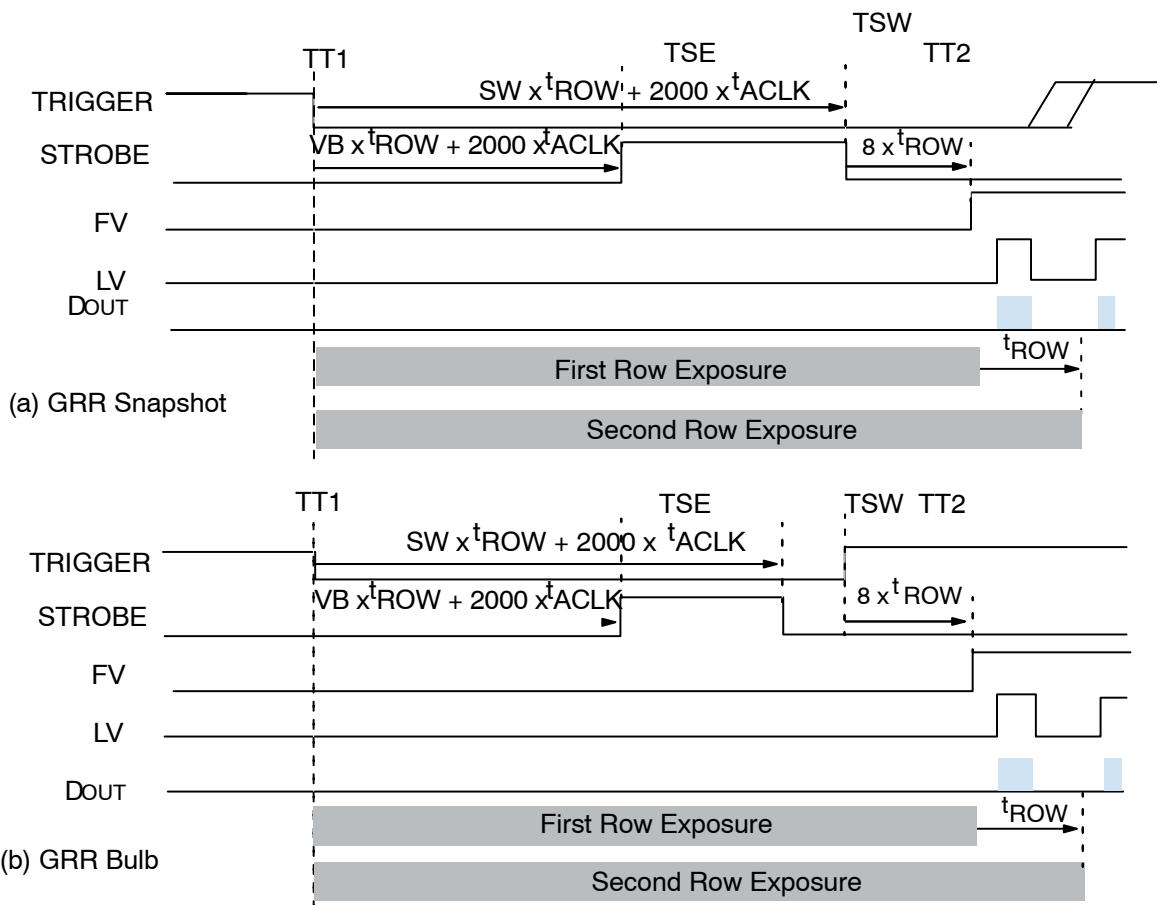 TSW
TT1 TSE TT2
TRIGGER SW x tROW + 2000 x tACLK
STROBE VB x tROW + 2000 x tACLK 8 x tROW
FV
LV
DOUT
tROW
First Row Exposure
(a) GRR Snapshot
Second Row Exposure
TT1 TSE TSW TT2
SW x tROW + 2000 x tACLK
TRIGGER
VB x tROW + 2000 x tACLK 8 x tROW
STROBE
FV
LV
DOUT
tROW
First Row Exposure
(b) GRR Bulb
Second Row Exposure